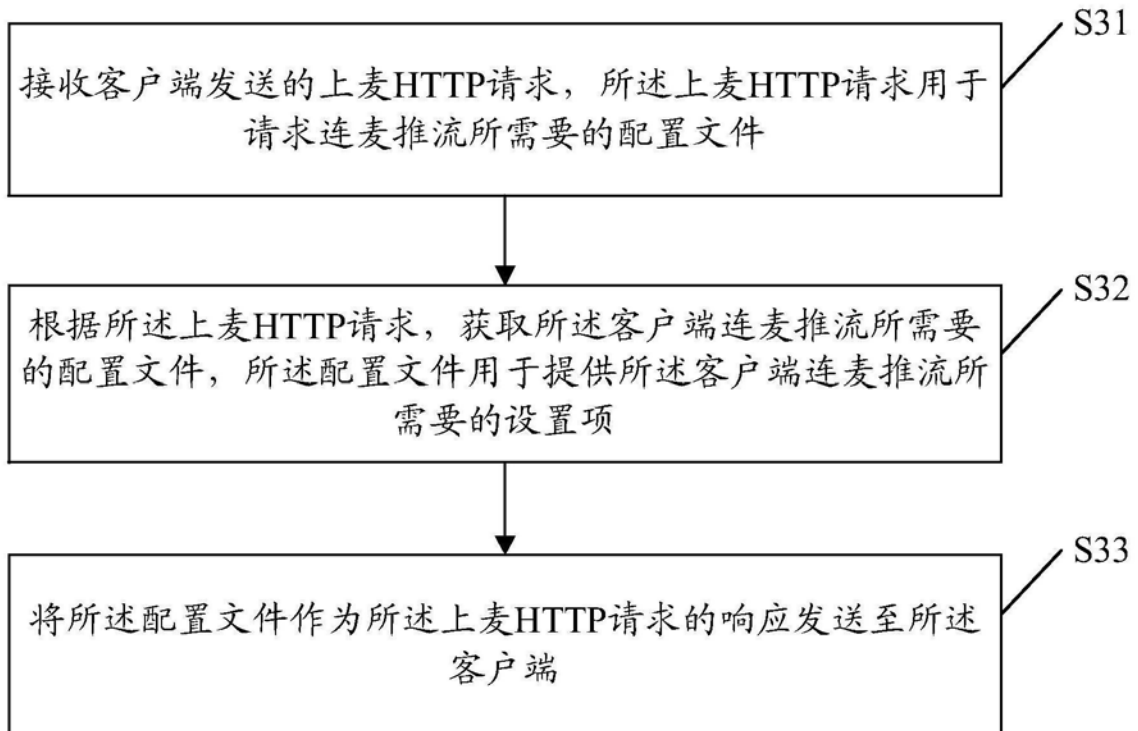 S31
接收客户端发送的上麦HTTP请求，所述上麦HTTP请求用于
请求连麦推流所需要的配置文件
S32
根据所述上麦HTTP请求，获取所述客户端连麦推流所需要
的配置文件，所述配置文件用于提供所述客户端连麦推流所
需要的设置项
S33
将所述配置文件作为所述上麦HTTP请求的响应发送至所述
客户端